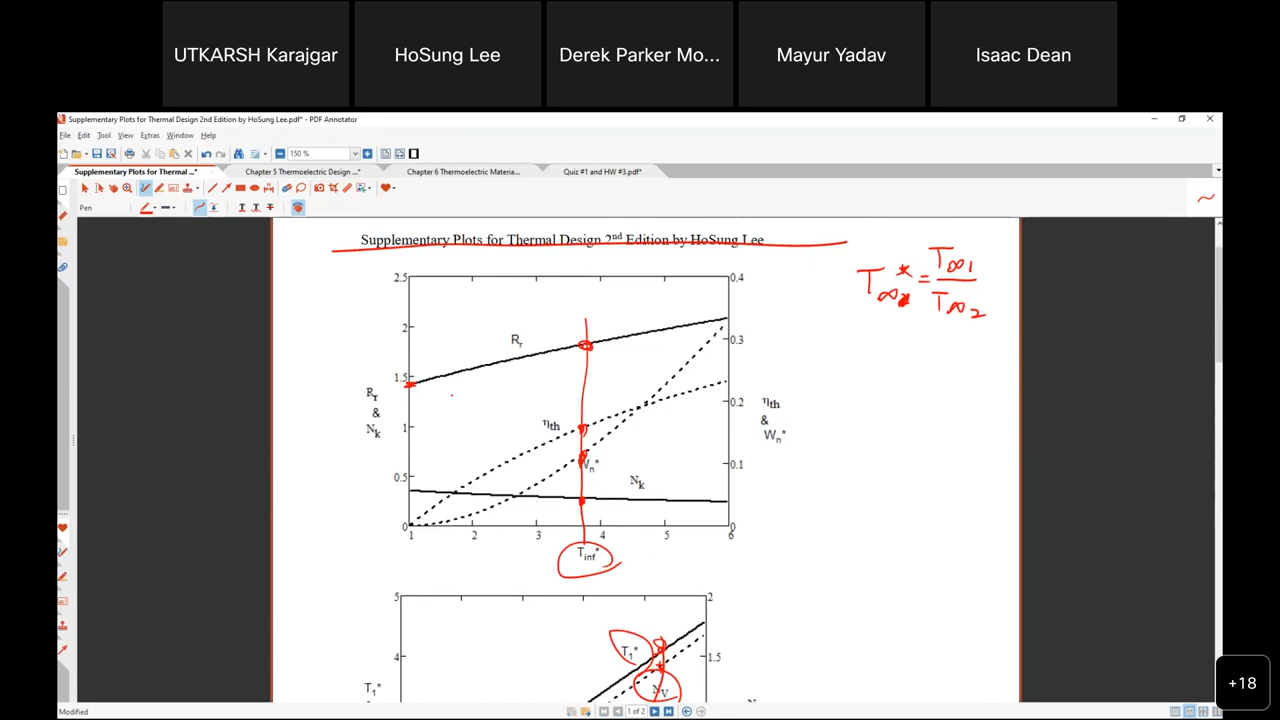 UTKARSH Karajgar
HoSung Lee
Derek Parker Mo...
Mayur Yadav
Isaac Dean
Supplementary Plots for Thermal Design 2nd Edition by HoSung Lee.pdf* - PDF Annotator
File Edit Tool View Extras Window Help
150 %
Supplementary Plots for Thermal ...*
Chapter 5 Thermoelectric Design ...*
Chapter 6 Thermoelectric Materia...
Quiz #1 and HW #3.pdf*
Pen
Supplementary Plots for Thermal Design 2nd Edition by HoSung Lee
T∞* = T∞1 / T∞2
2.5
0.4
2
Rr
0.3
1.5
Rr
&
Nk
0.2
ηth
&
Wn*
1
ηth
Wn*
0.1
0.5
Nk
0
0
1 2 3 4 5 6
Tinf*
5
2
T1*
4
1.5
NV
T1*
+18
Modified
1 of 2